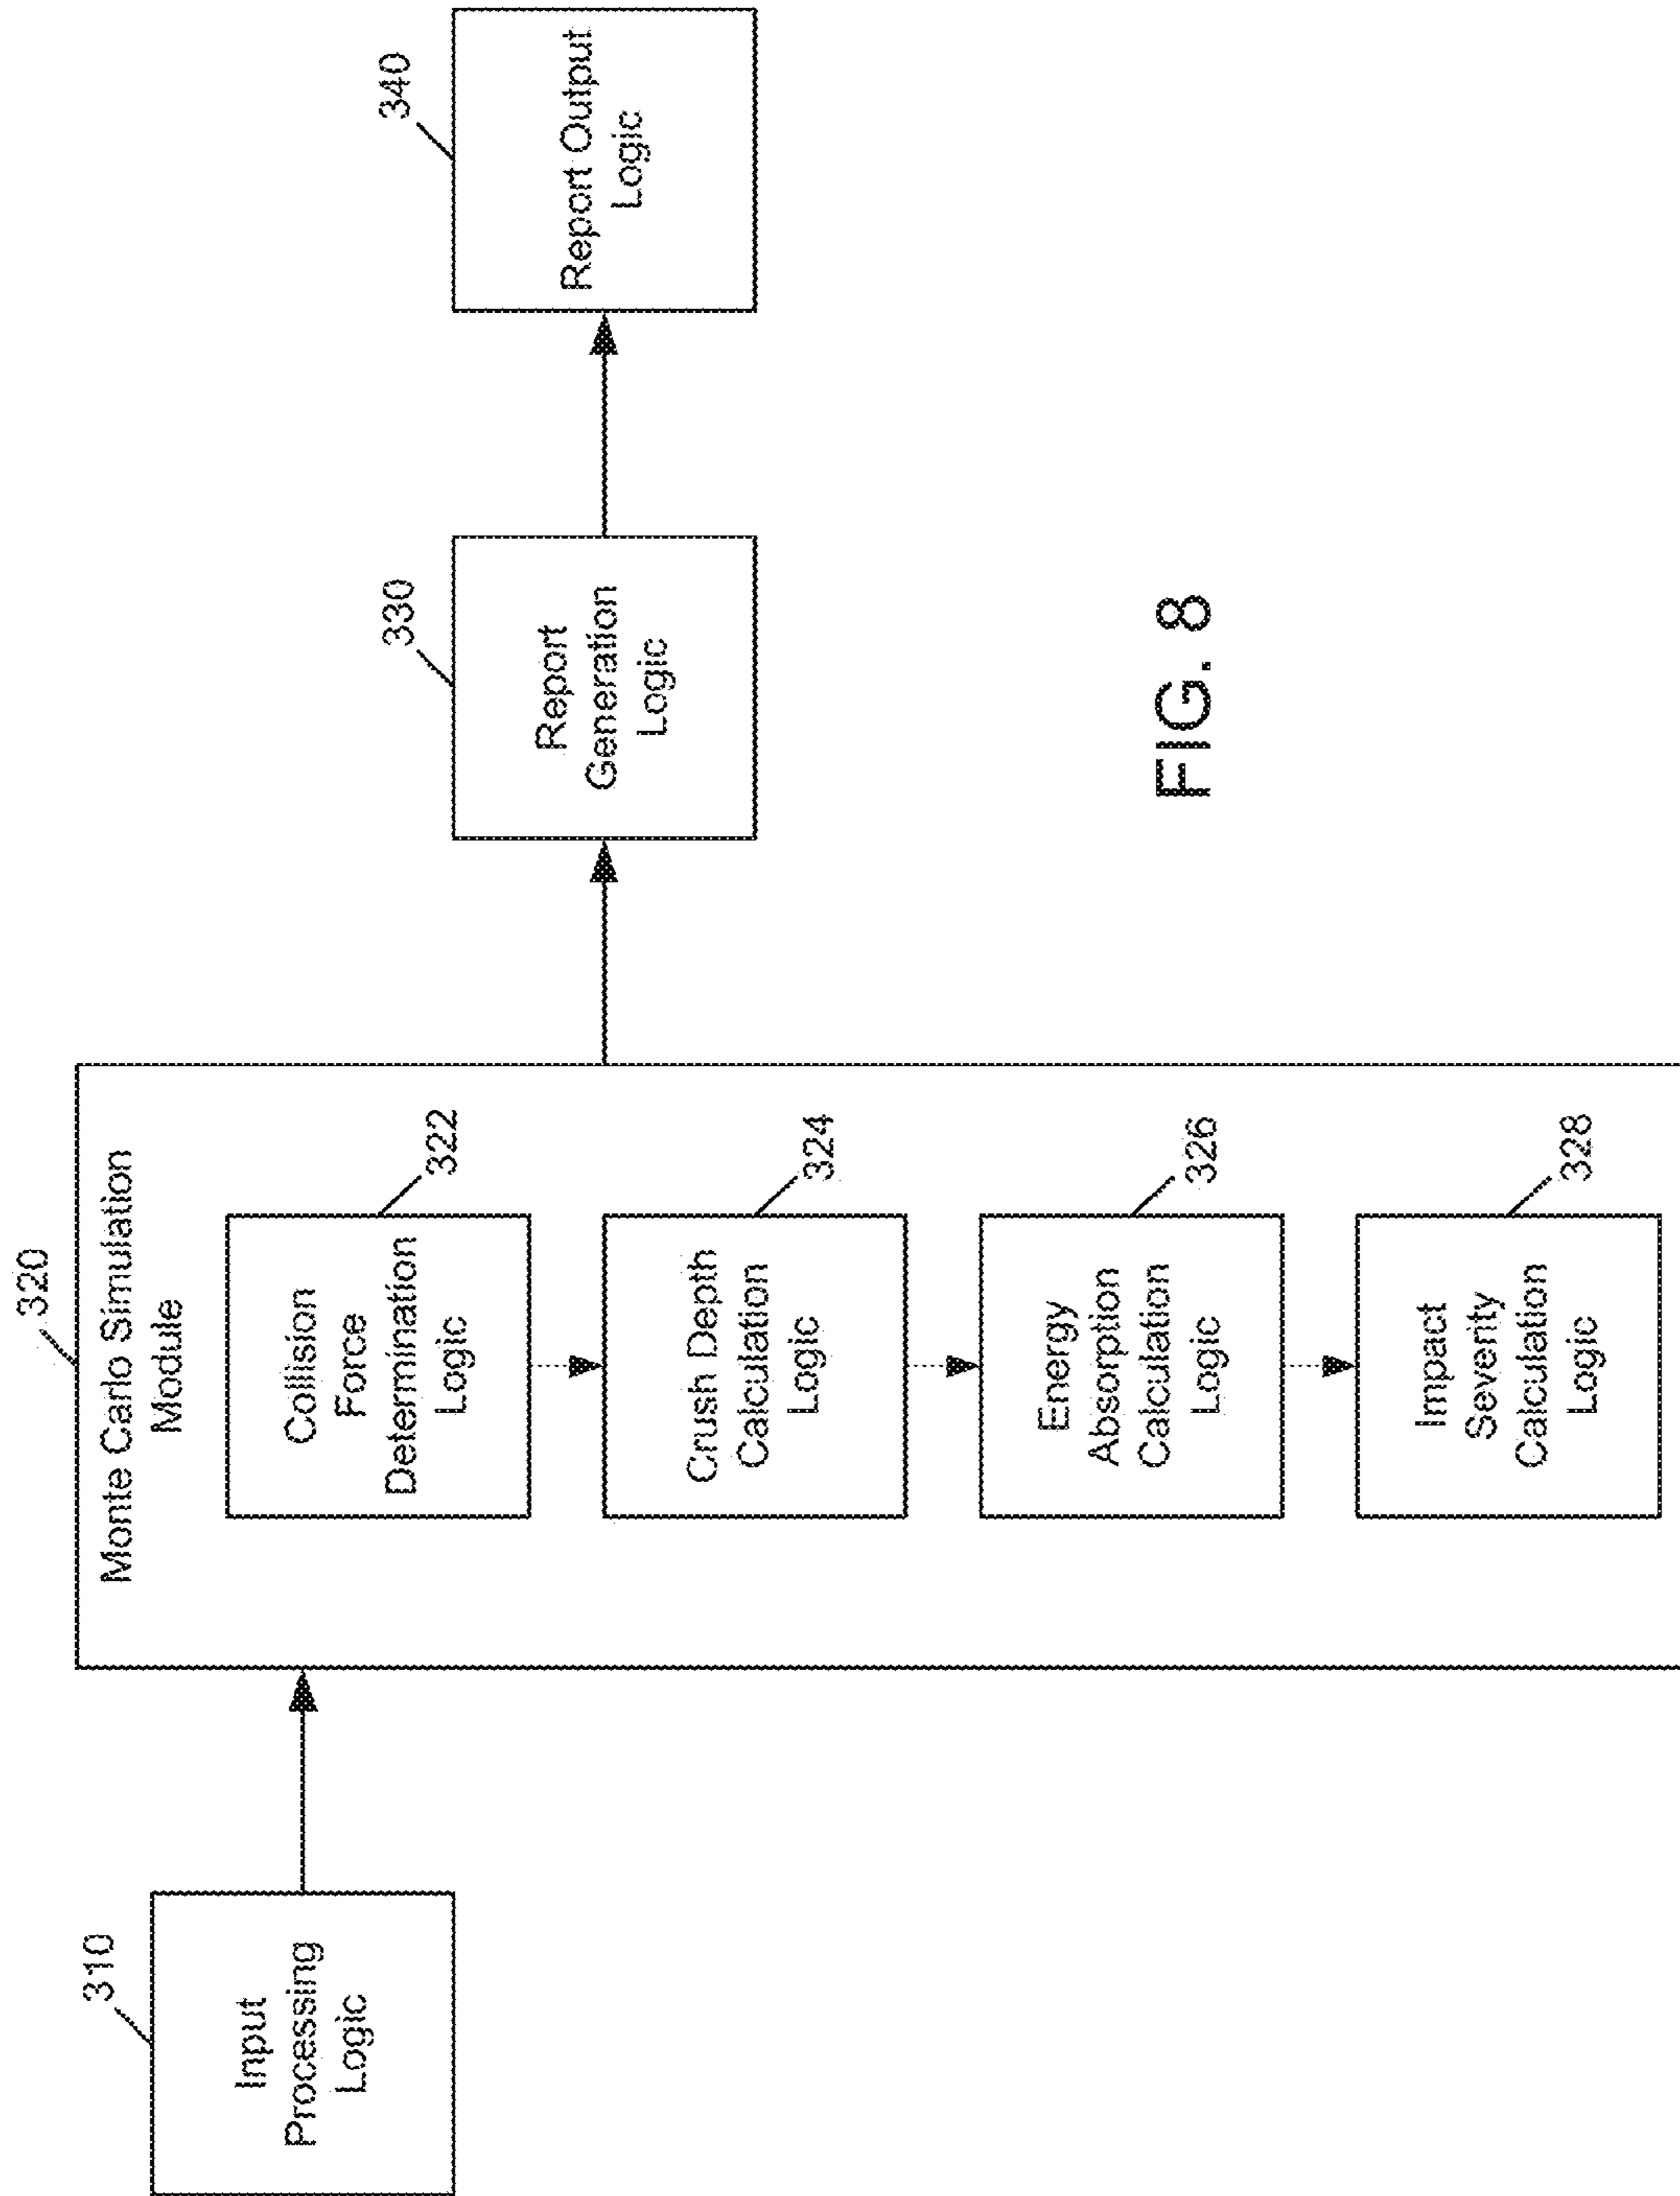 310
Input
Processing
Logic
320
Monte Carlo Simulation
Module
Collision
Force
Determination
Logic
322
Crush Depth
Calculation
Logic
324
Energy
Absorption
Calculation
Logic
326
Impact
Severity
Calculation
Logic
328
330
Report
Generation
Logic
340
Report Output
Logic
FIG. 8